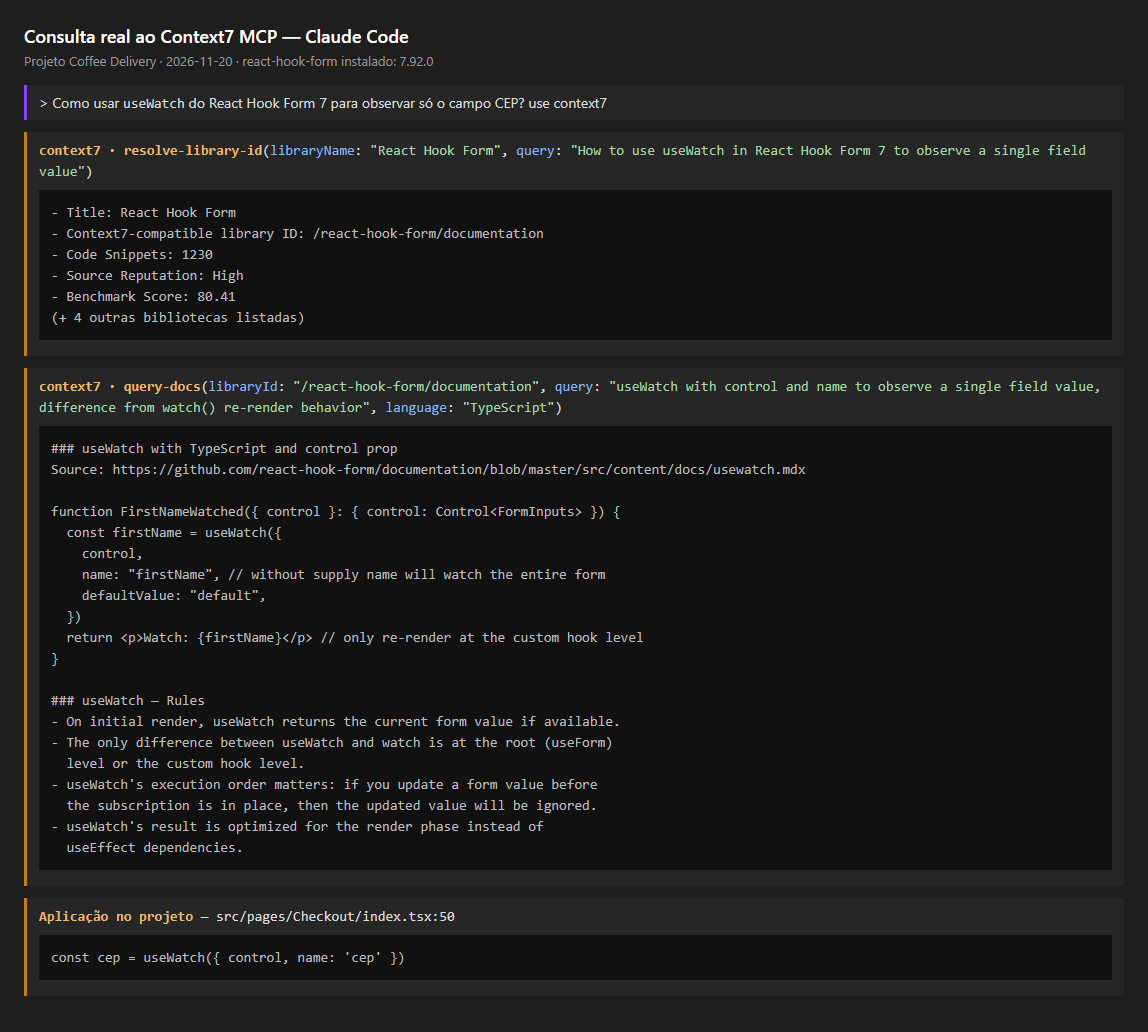 Consulta real ao Context7 MCP — Claude Code
Projeto Coffee Delivery · 2026-11-20 · react-hook-form instalado: 7.92.0
> Como usar useWatch do React Hook Form 7 para observar só o campo CEP? use context7
context7 · resolve-library-id(libraryName: "React Hook Form", query: "How to use useWatch in React Hook Form 7 to observe a single field
value")
- Title: React Hook Form
- Context7-compatible library ID: /react-hook-form/documentation
- Code Snippets: 1230
- Source Reputation: High
- Benchmark Score: 80.41
(+ 4 outras bibliotecas listadas)
context7 · query-docs(libraryId: "/react-hook-form/documentation", query: "useWatch with control and name to observe a single field value,
difference from watch() re-render behavior", language: "TypeScript")
### useWatch with TypeScript and control prop
Source: https://github.com/react-hook-form/documentation/blob/master/src/content/docs/usewatch.mdx
function FirstNameWatched({ control }: { control: Control<FormInputs> }) {
  const firstName = useWatch({
    control,
    name: "firstName", // without supply name will watch the entire form
    defaultValue: "default",
  })
  return <p>Watch: {firstName}</p> // only re-render at the custom hook level
}
### useWatch — Rules
- On initial render, useWatch returns the current form value if available.
- The only difference between useWatch and watch is at the root (useForm)
  level or the custom hook level.
- useWatch's execution order matters: if you update a form value before
  the subscription is in place, then the updated value will be ignored.
- useWatch's result is optimized for the render phase instead of
  useEffect dependencies.
Aplicação no projeto — src/pages/Checkout/index.tsx:50
const cep = useWatch({ control, name: 'cep' })